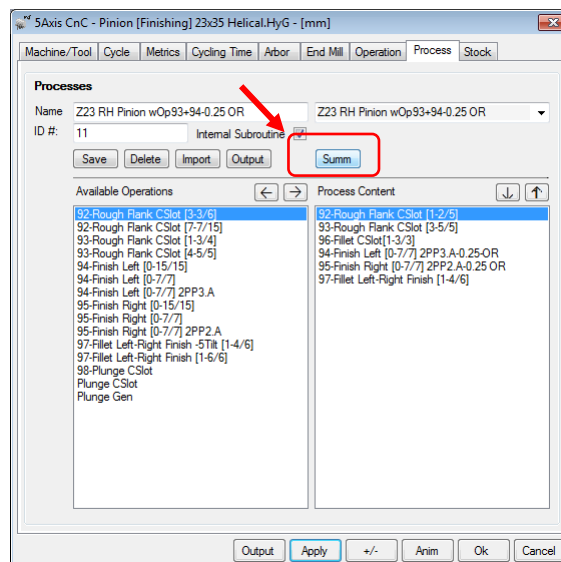 5Axis CnC - Pinion [Finishing] 23x35 Helical.HyG - [mm]
Machine/Tool Cycle Metrics Cycling Time Arbor End Mill Operation Process Stock
Processes
Name Z23 RH Pinion wOp93+94-0.25 OR Z23 RH Pinion wOp93+94-0.25 OR
ID #: 11 Internal Subroutine
Save Delete Import Output Summ
Available Operations Process Content
92-Rough Flank CSlot [3-3/6]
92-Rough Flank CSlot [7-7/15]
93-Rough Flank CSlot [1-3/4]
93-Rough Flank CSlot [4-5/5]
94-Finish Left [0-15/15]
94-Finish Left [0-7/7]
94-Finish Left [0-7/7] 2PP3.A
95-Finish Right [0-15/15]
95-Finish Right [0-7/7]
95-Finish Right [0-7/7] 2PP2.A
97-Fillet Left-Right Finish -5Tilt [1-4/6]
97-Fillet Left-Right Finish [1-6/6]
98-Plunge CSlot
Plunge CSlot
Plunge Gen
92-Rough Flank CSlot [1-2/5]
93-Rough Flank CSlot [3-5/5]
96-Fillet CSlot[1-3/3]
94-Finish Left [0-7/7] 2PP3.A-0.25-OR
95-Finish Right [0-7/7] 2PP2.A-0.25 OR
97-Fillet Left-Right Finish [1-4/6]
Output Apply +/- Anim Ok Cancel